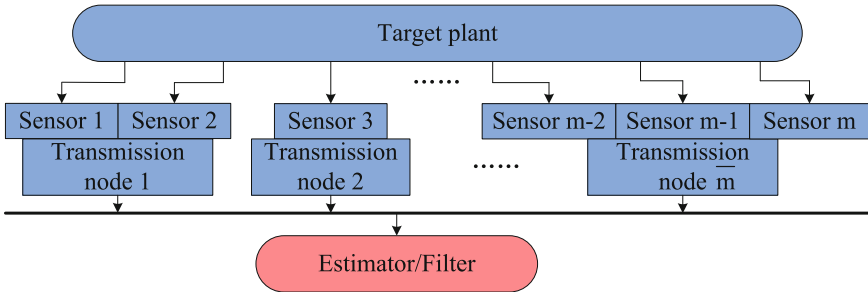 Target plant
......
Sensor 1
Sensor 2
Sensor 3
Sensor m-2
Sensor m-1
Sensor m
Transmission
node 1
Transmission
node 2
......
Transmission
node m̅
Estimator/Filter